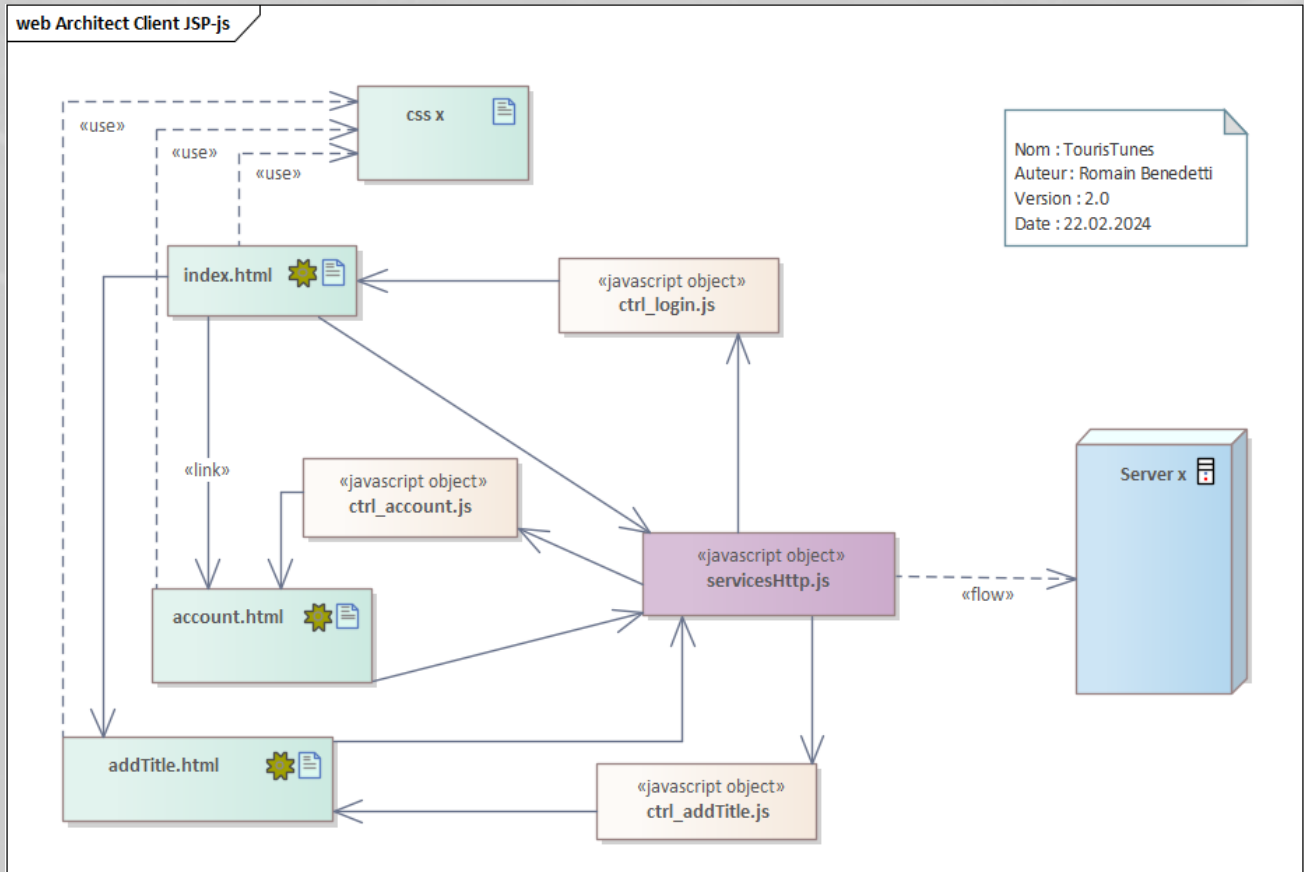 web Architect Client JSP-js
css x
«use»
«use»
«use»
Nom : TourisTunes
Auteur : Romain Benedetti
Version : 2.0
Date : 22.02.2024
index.html
«javascript object»
ctrl_login.js
«link»
«javascript object»
ctrl_account.js
Server x
«javascript object»
servicesHttp.js
«flow»
account.html
addTitle.html
«javascript object»
ctrl_addTitle.js